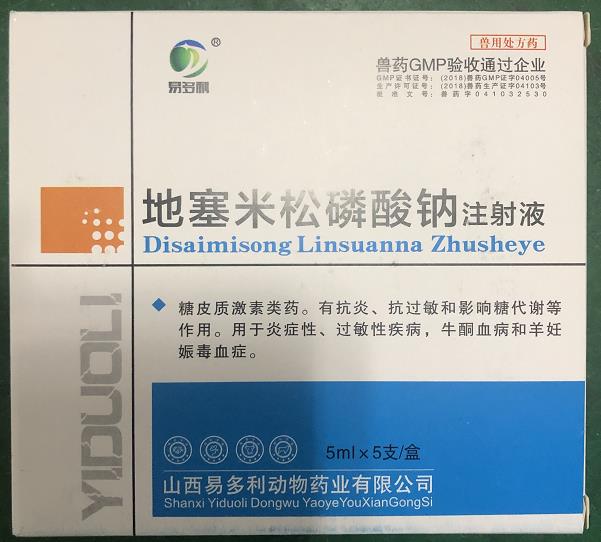 兽用处方药
®
易多利
兽药GMP验收通过企业
GMP证书证号：(2018)兽药GMP证字04005号
生产许可证号：(2018)兽药生产证字04103号
批准文号：兽药字041032530
地塞米松磷酸钠注射液
Disaimisong Linsuanna Zhusheye
糖皮质激素类药。有抗炎、抗过敏和影响糖代谢等
作用。用于炎症性、过敏性疾病，牛酮血病和羊妊
娠毒血症。
YIDUOLI
5ml×5支/盒
山西易多利动物药业有限公司
Shanxi Yiduoli Dongwu YaoyeYouXianGongSi